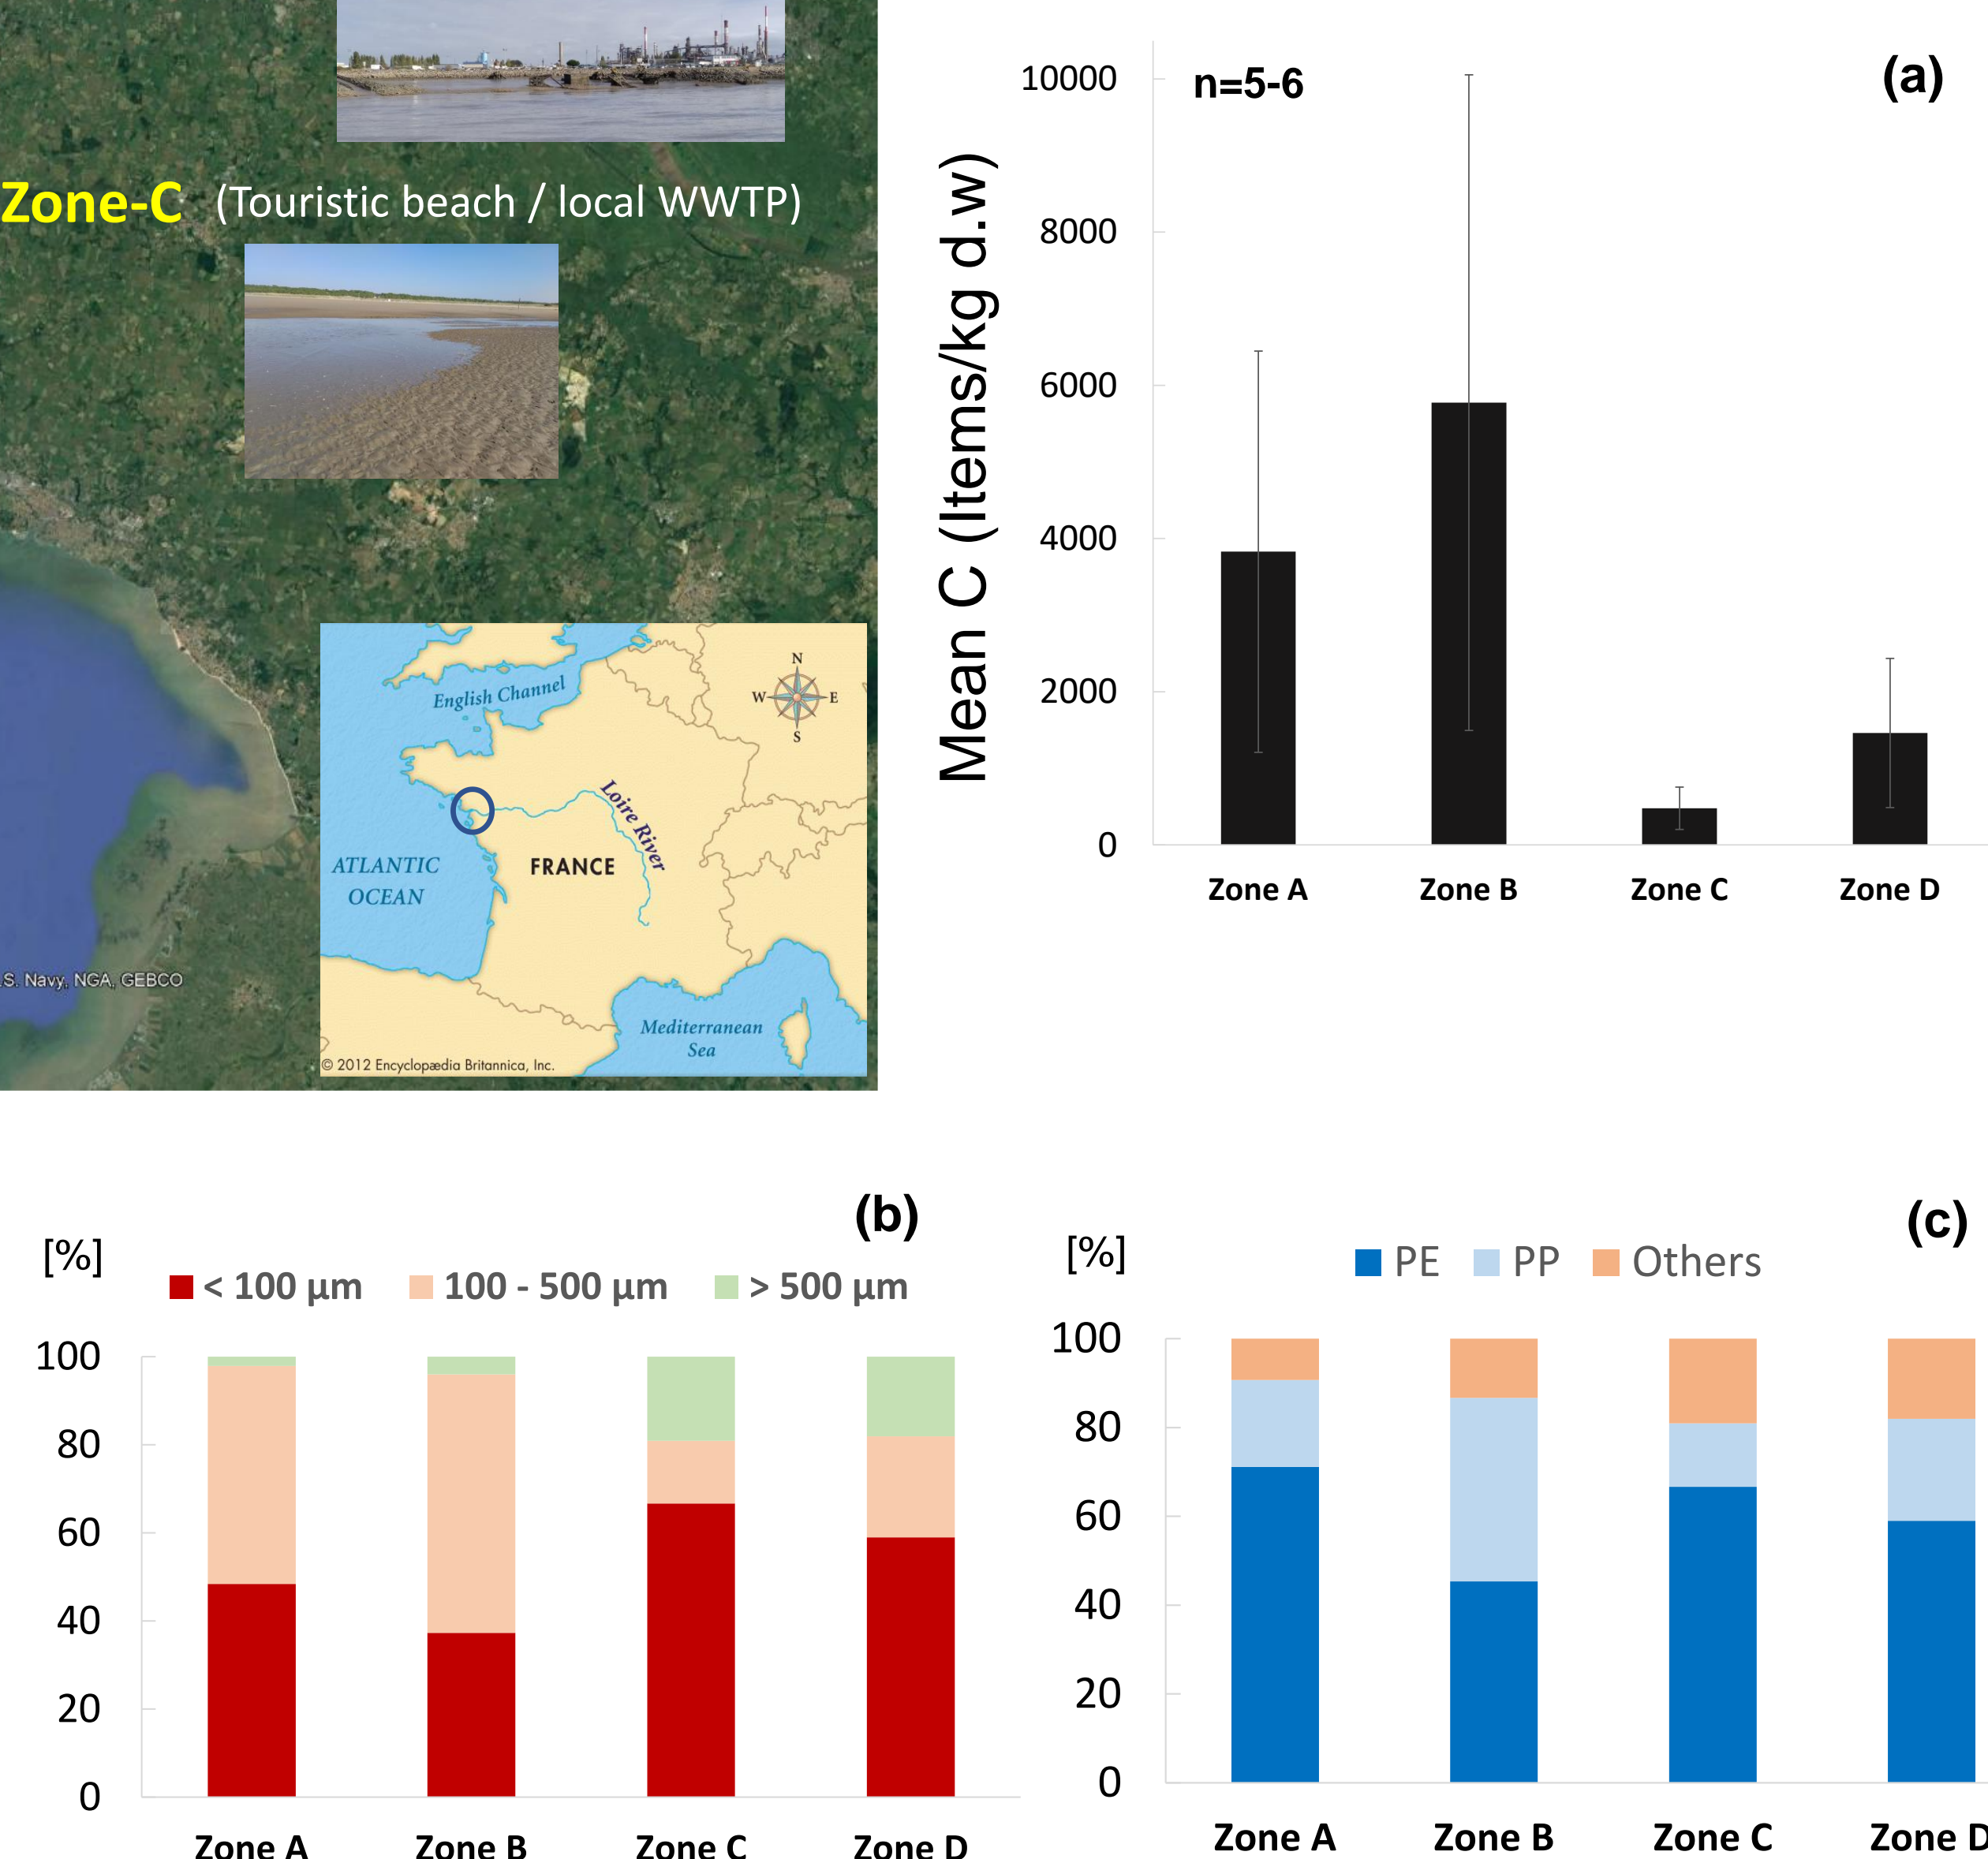 Zone-C (Touristic beach / local WWTP)
English Channel
N
W E
S
Loire River
ATLANTIC
OCEAN
FRANCE
Mediterranean
Sea
© 2012 Encyclopædia Britannica, Inc.
.S. Navy, NGA, GEBCO
(a)
n=5-6
Mean C (Items/kg d.w)
10000
8000
6000
4000
2000
0
Zone A Zone B Zone C Zone D
(b)
[%]
< 100 µm 100 - 500 µm > 500 µm
100
80
60
40
20
0
Zone A Zone B Zone C Zone D
(c)
[%]
PE PP Others
100
80
60
40
20
0
Zone A Zone B Zone C Zone D